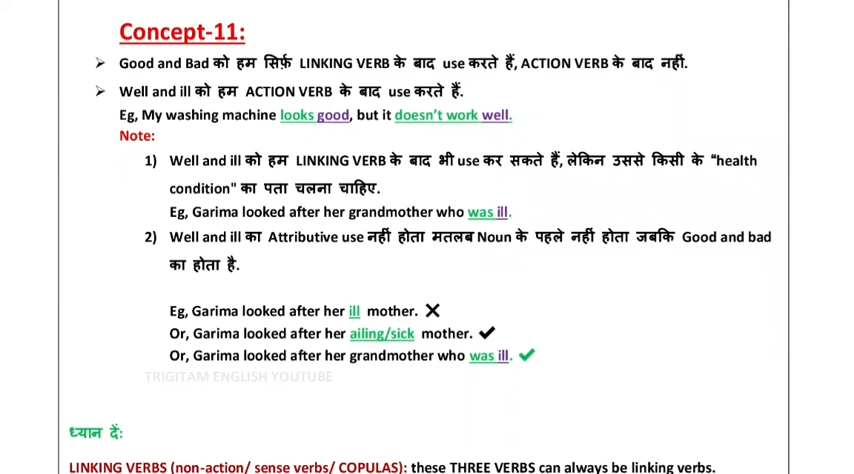 Concept-11:
➢ Good and Bad को हम सिर्फ़ LINKING VERB के बाद use करते हैं, ACTION VERB के बाद नहीं.
➢ Well and ill को हम ACTION VERB के बाद use करते हैं.
Eg, My washing machine looks good, but it doesn't work well.
Note:
1) Well and ill को हम LINKING VERB के बाद भी use कर सकते हैं, लेकिन उससे किसी के “health
condition" का पता चलना चाहिए.
Eg, Garima looked after her grandmother who was ill.
2) Well and ill का Attributive use नहीं होता मतलब Noun के पहले नहीं होता जबकि Good and bad
का होता है.
Eg, Garima looked after her ill mother. ❌
Or, Garima looked after her ailing/sick mother. ✔
Or, Garima looked after her grandmother who was ill. ✔
TRIGITAM ENGLISH YOUTUBE
ध्यान दें:
LINKING VERBS (non-action/ sense verbs/ COPULAS): these THREE VERBS can always be linking verbs.